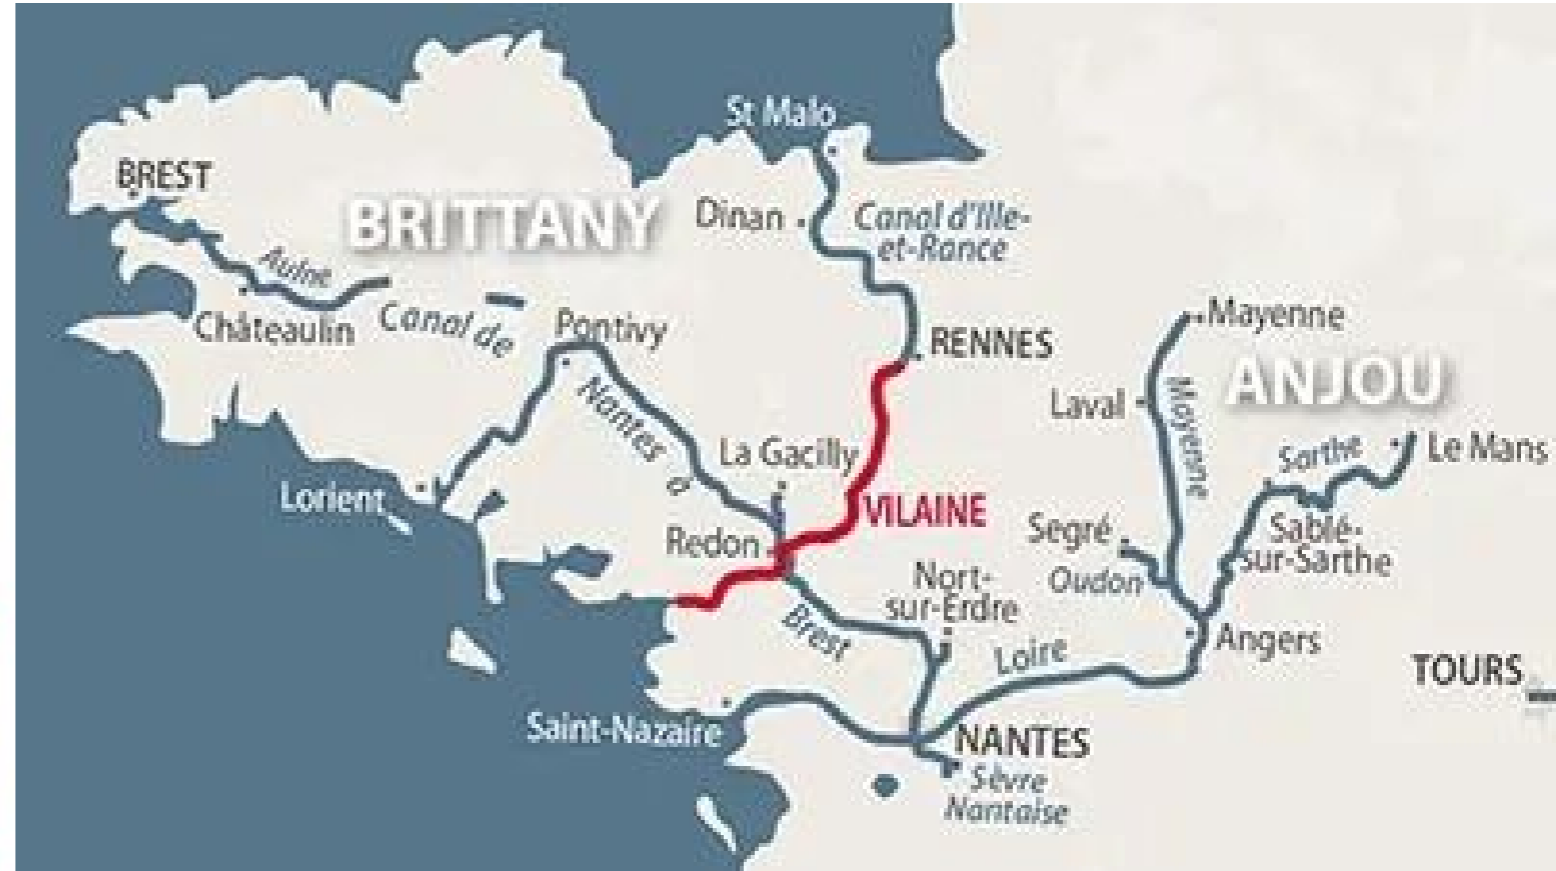 St Malo
BREST
BRITTANY
Dinan
Canal d'Ille-
et-Rance
Aulne
Châteaulin
Canal de
Pontivy
Mayenne
RENNES
ANJOU
Nantes à
Laval
Mayenne
La Gacilly
Sarthe
Le Mans
Lorient
VILAINE
Segré
Sablé-
sur-Sarthe
Redon
Oudon
Nort-
sur-Erdre
Brest
Loire
Angers
TOURS
Saint-Nazaire
NANTES
Sèvre
Nantaise